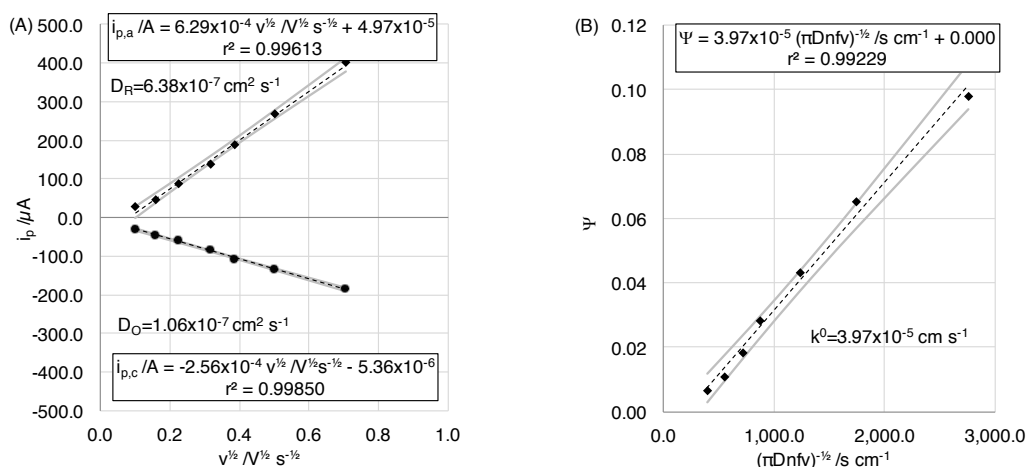 (A)
500.0
400.0
300.0
200.0
100.0
0.0
-100.0
-200.0
-300.0
-400.0
-500.0
i_p /µA
i_p,a /A = 6.29x10⁻⁴ v^½ /V^½ s^-½ + 4.97x10⁻⁵
r² = 0.99613
D_R=6.38x10⁻⁷ cm² s⁻¹
D_O=1.06x10⁻⁷ cm² s⁻¹
i_p,c /A = -2.56x10⁻⁴ v^½ /V^½s^-½ - 5.36x10⁻⁶
r² = 0.99850
0.0 0.2 0.4 0.6 0.8 1.0
v^½ /V^½ s^-½
(B)
0.12
0.10
0.08
0.06
0.04
0.02
0.00
Ψ
Ψ = 3.97x10⁻⁵ (πDnfv)^-½ /s cm⁻¹ + 0.000
r² = 0.99229
k⁰=3.97x10⁻⁵ cm s⁻¹
0.0 1,000.0 2,000.0 3,000.0
(πDnfv)^-½ /s cm⁻¹